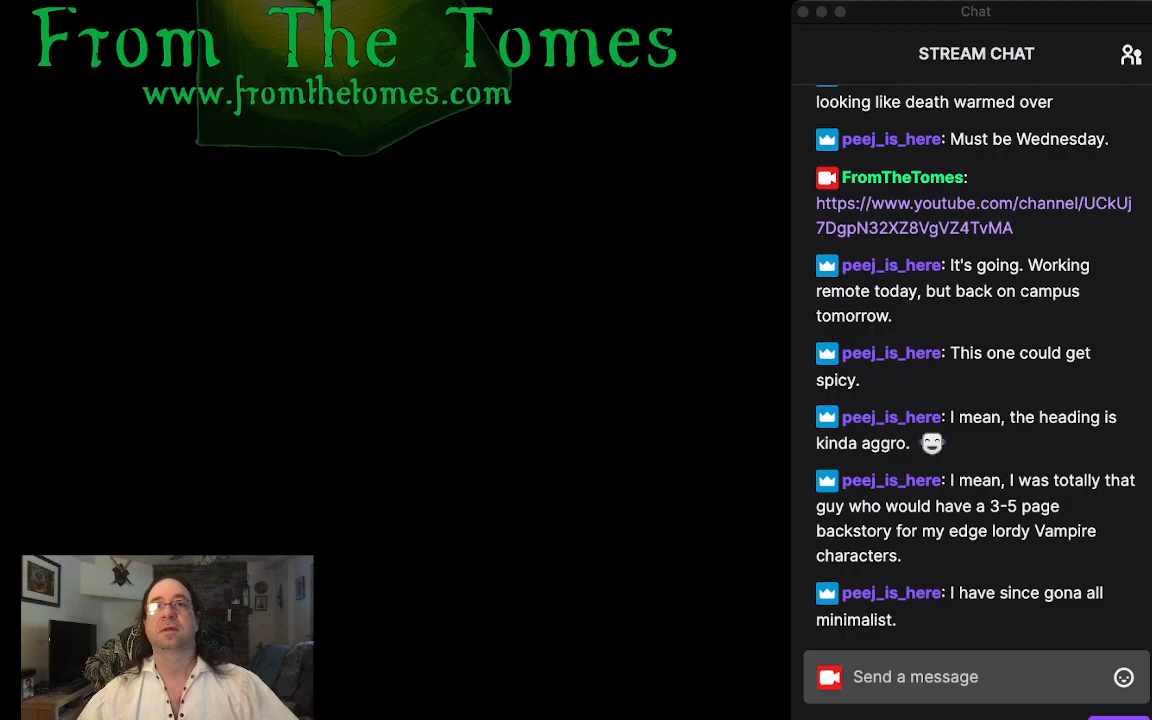 From The Tomes
www.fromthetomes.com
Chat
STREAM CHAT
looking like death warmed over
peej_is_here: Must be Wednesday.
FromTheTomes:
https://www.youtube.com/channel/UCkUj
7DgpN32XZ8VgVZ4TvMA
peej_is_here: It's going. Working
remote today, but back on campus
tomorrow.
peej_is_here: This one could get
spicy.
peej_is_here: I mean, the heading is
kinda aggro.
peej_is_here: I mean, I was totally that
guy who would have a 3-5 page
backstory for my edge lordy Vampire
characters.
peej_is_here: I have since gona all
minimalist.
Send a message